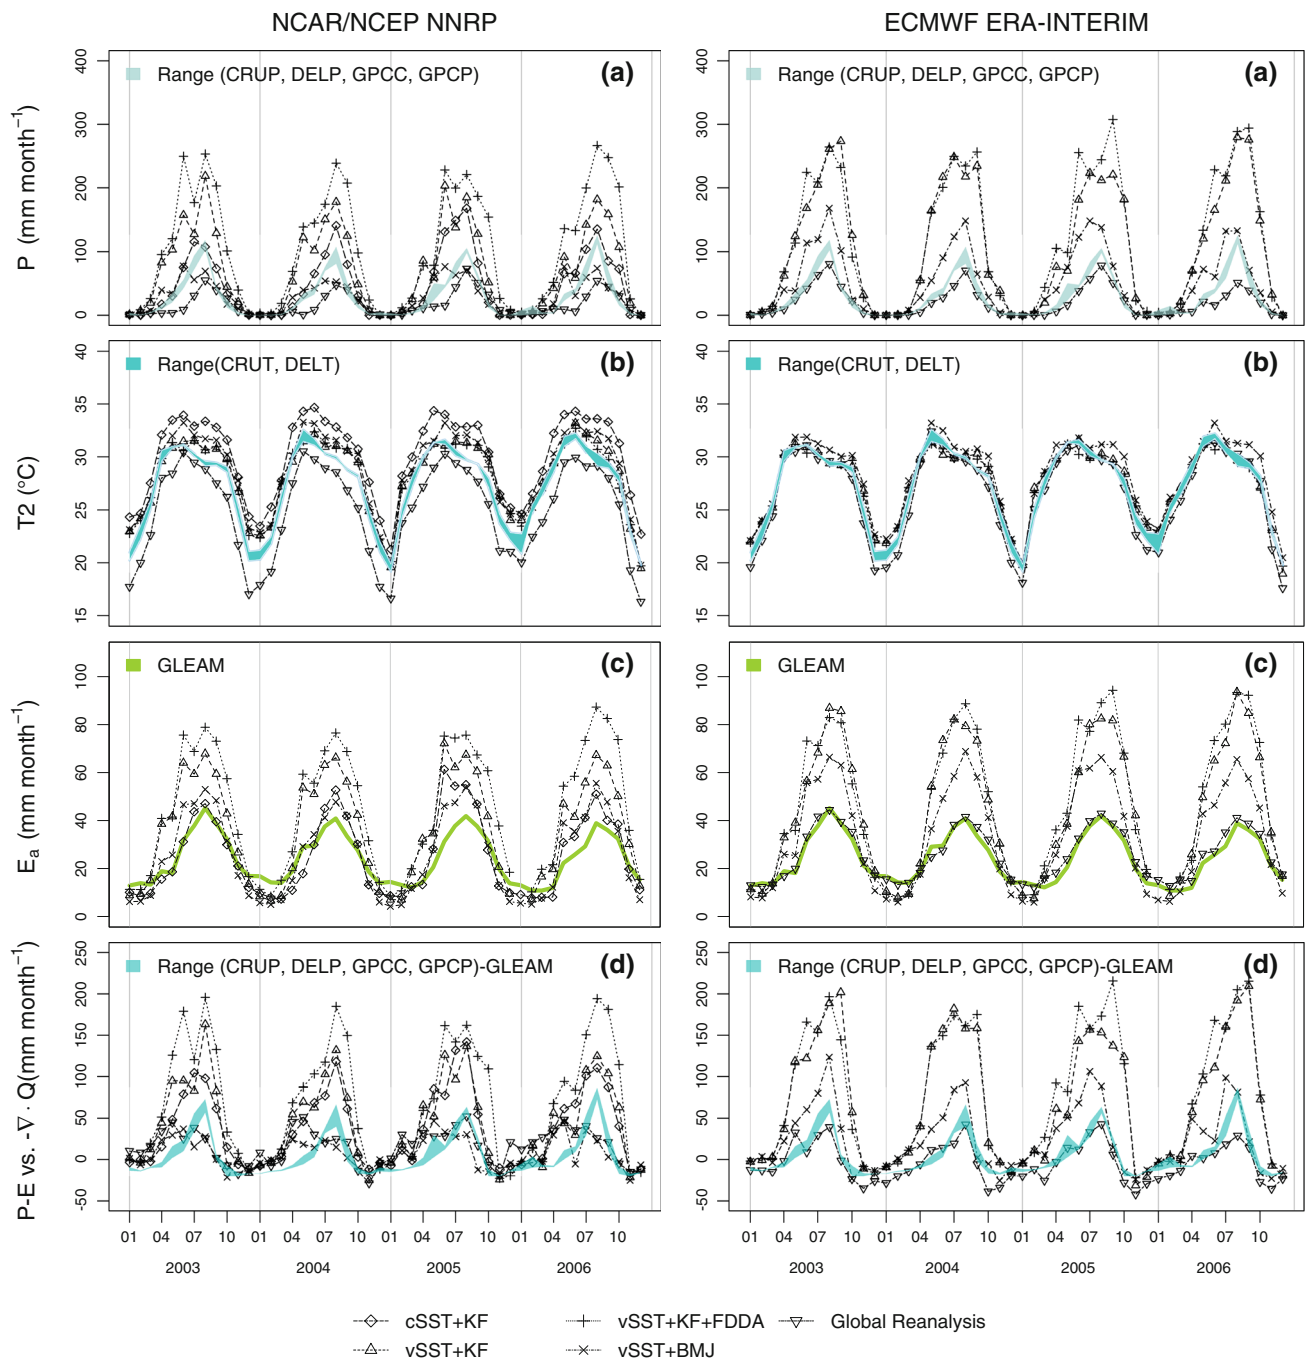 NCAR/NCEP NNRP
ECMWF ERA-INTERIM
P (mm month−1)
400
300
200
100
0
Range (CRUP, DELP, GPCC, GPCP)
(a)
Range (CRUP, DELP, GPCC, GPCP)
(a)
400
300
200
100
0
T2 (°C)
40
35
30
25
20
15
Range(CRUT, DELT)
(b)
Range(CRUT, DELT)
(b)
40
35
30
25
20
15
Ea (mm month−1)
100
80
60
40
20
0
GLEAM
(c)
GLEAM
(c)
100
80
60
40
20
0
P-E vs. -∇ · Q(mm month−1)
250
200
150
100
50
0
-50
Range (CRUP, DELP, GPCC, GPCP)-GLEAM
(d)
Range (CRUP, DELP, GPCC, GPCP)-GLEAM
(d)
250
200
150
100
50
0
-50
01 04 07 10 01 04 07 10 01 04 07 10 01 04 07 10
01 04 07 10 01 04 07 10 01 04 07 10 01 04 07 10
2003 2004 2005 2006
2003 2004 2005 2006
cSST+KF
vSST+KF+FDDA
Global Reanalysis
vSST+KF
vSST+BMJ